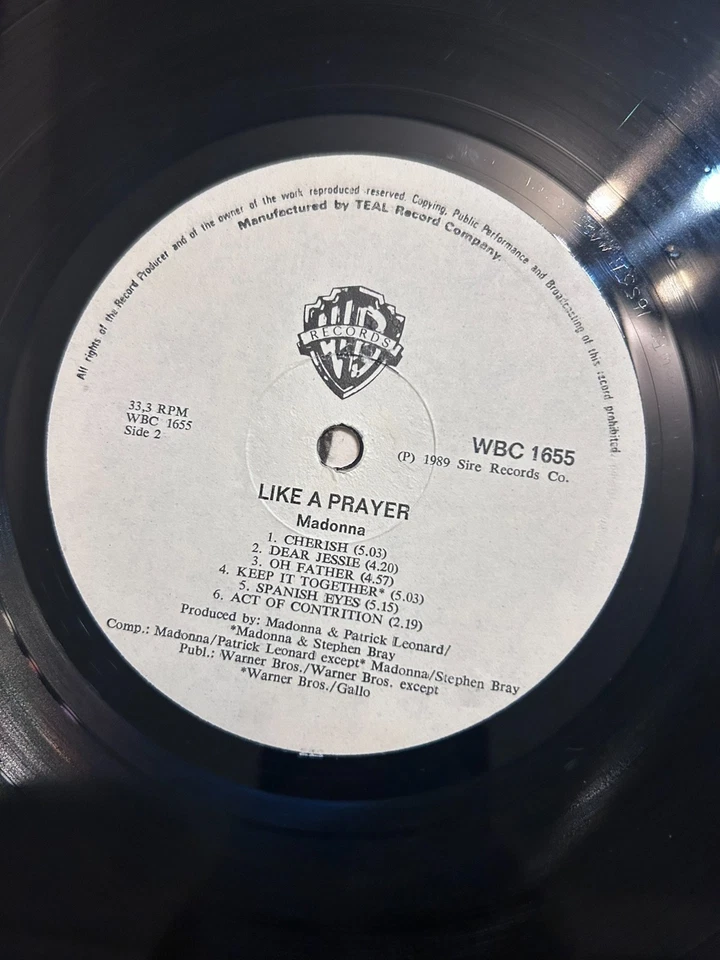 All rights of the Record Producer and of the owner of the work reproduced reserved. Copying, Public Performance and Broadcasting of this record prohibited.
Manufactured by TEAL Record Company.
WB
RECORDS
33,3 RPM
WBC 1655
Side 2
WBC 1655
(P) 1989 Sire Records Co.
LIKE A PRAYER
Madonna
1. CHERISH (5.03)
2. DEAR JESSIE (4.20)
3. OH FATHER (4.57)
4. KEEP IT TOGETHER* (5.03)
5. SPANISH EYES (5.15)
6. ACT OF CONTRITION (2.19)
Produced by: Madonna & Patrick Leonard/
*Madonna & Stephen Bray
Comp.: Madonna/Patrick Leonard except* Madonna/Stephen Bray
Publ.: Warner Bros./Warner Bros. except
*Warner Bros./Gallo